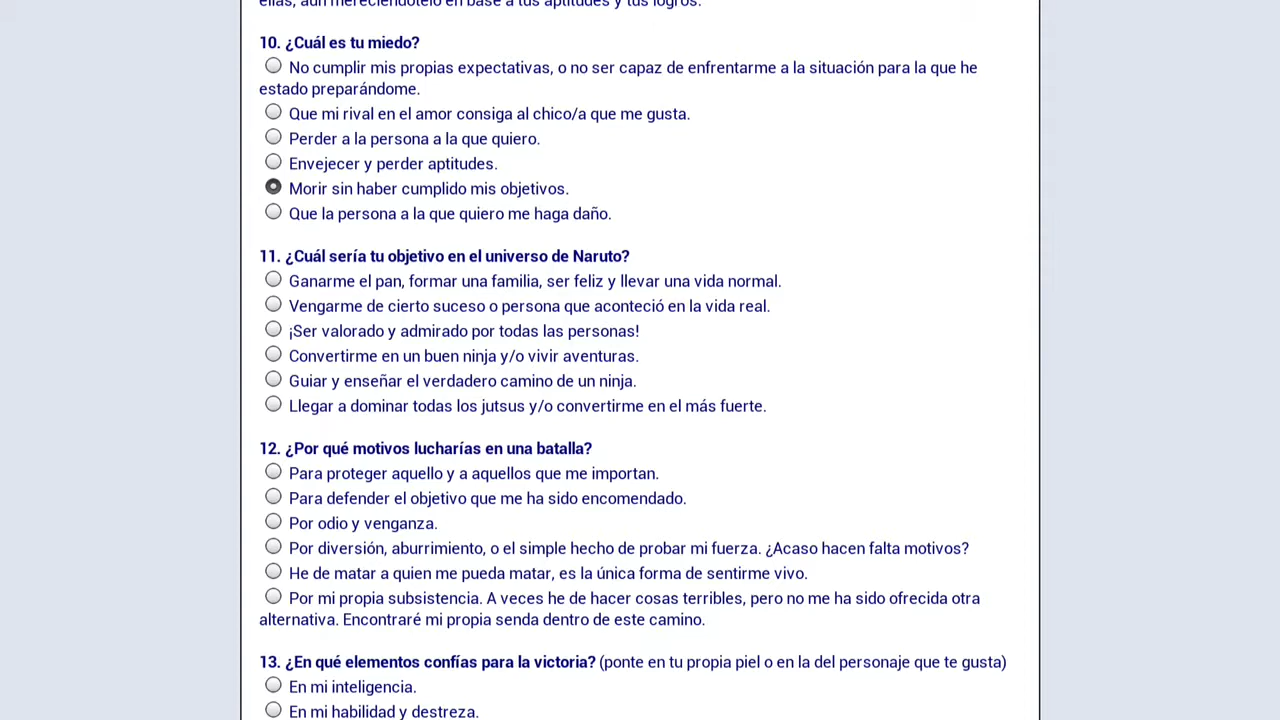 ellas, aún mereciéndotelo en base a tus aptitudes y tus logros.
10. ¿Cuál es tu miedo?
No cumplir mis propias expectativas, o no ser capaz de enfrentarme a la situación para la que he
estado preparándome.
Que mi rival en el amor consiga al chico/a que me gusta.
Perder a la persona a la que quiero.
Envejecer y perder aptitudes.
Morir sin haber cumplido mis objetivos.
Que la persona a la que quiero me haga daño.
11. ¿Cuál sería tu objetivo en el universo de Naruto?
Ganarme el pan, formar una familia, ser feliz y llevar una vida normal.
Vengarme de cierto suceso o persona que aconteció en la vida real.
¡Ser valorado y admirado por todas las personas!
Convertirme en un buen ninja y/o vivir aventuras.
Guiar y enseñar el verdadero camino de un ninja.
Llegar a dominar todas los jutsus y/o convertirme en el más fuerte.
12. ¿Por qué motivos lucharías en una batalla?
Para proteger aquello y a aquellos que me importan.
Para defender el objetivo que me ha sido encomendado.
Por odio y venganza.
Por diversión, aburrimiento, o el simple hecho de probar mi fuerza. ¿Acaso hacen falta motivos?
He de matar a quien me pueda matar, es la única forma de sentirme vivo.
Por mi propia subsistencia. A veces he de hacer cosas terribles, pero no me ha sido ofrecida otra
alternativa. Encontraré mi propia senda dentro de este camino.
13. ¿En qué elementos confías para la victoria? (ponte en tu propia piel o en la del personaje que te gusta)
En mi inteligencia.
En mi habilidad y destreza.